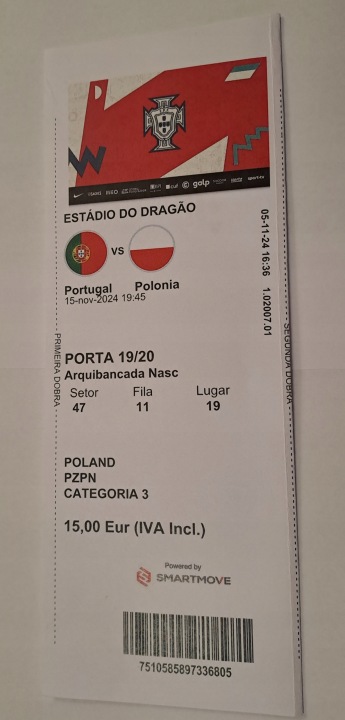 ESTÁDIO DO DRAGÃO
VS
Portugal Polonia
15-nov-2024 19:45
05-11-24 16:36 1.02007.01
PRIMEIRA DOBRA
SEGUNDA DOBRA
PORTA 19/20
Arquibancada Nasc
Setor Fila Lugar
47 11 19
POLAND
PZPN
CATEGORIA 3
15,00 Eur (IVA Incl.)
Powered by
SMARTMOVE
7510585897336805
galp